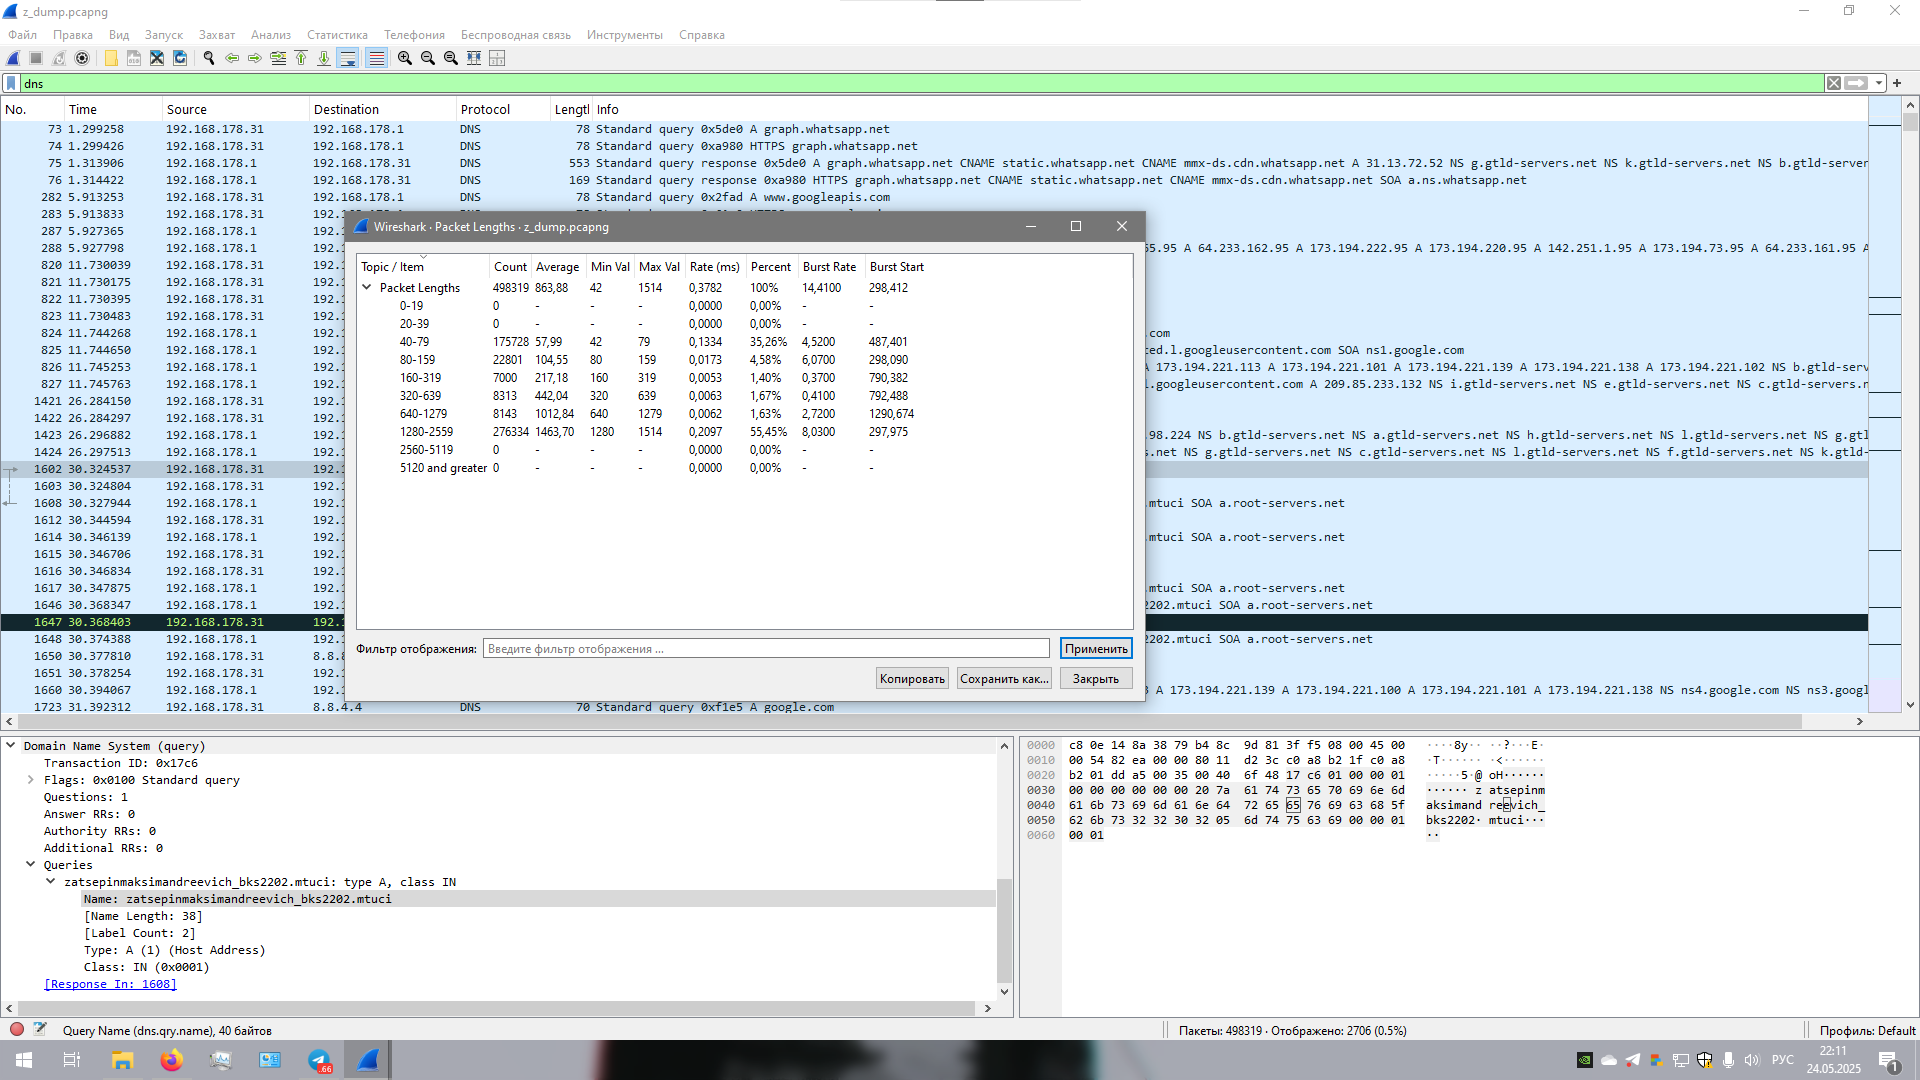 z_dump.pcapng
Файл Правка Вид Запуск Захват Анализ Статистика Телефония Беспроводная связь Инструменты Справка
dns
No. Time Source Destination Protocol Lengtl Info
73 1.299258 192.168.178.31 192.168.178.1 DNS 78 Standard query 0x5de0 A graph.whatsapp.net
74 1.299426 192.168.178.31 192.168.178.1 DNS 78 Standard query 0xa980 HTTPS graph.whatsapp.net
75 1.313906 192.168.178.1 192.168.178.31 DNS 553 Standard query response 0x5de0 A graph.whatsapp.net CNAME static.whatsapp.net CNAME mmx-ds.cdn.whatsapp.net A 31.13.72.52 NS g.gtld-servers.net NS k.gtld-servers.net NS b.gtld-server
76 1.314422 192.168.178.1 192.168.178.31 DNS 169 Standard query response 0xa980 HTTPS graph.whatsapp.net CNAME static.whatsapp.net CNAME mmx-ds.cdn.whatsapp.net SOA a.ns.whatsapp.net
282 5.913253 192.168.178.31 192.168.178.1 DNS 78 Standard query 0x2fad A www.googleapis.com
283 5.913833 192.168.178.31
287 5.927365 192.168.178.1
288 5.927798 192.168.178.1 5.95 A 64.233.162.95 A 173.194.222.95 A 173.194.220.95 A 142.251.1.95 A 173.194.73.95 A 64.233.161.95 A
820 11.730039 192.168.178.31
821 11.730175 192.168.178.31
822 11.730395 192.168.178.31
823 11.730483 192.168.178.31
824 11.744268 192.168.178.1 .com
825 11.744650 192.168.178.1 ed.l.googleusercontent.com SOA ns1.google.com
826 11.745253 192.168.178.1 A 173.194.221.113 A 173.194.221.101 A 173.194.221.139 A 173.194.221.138 A 173.194.221.102 NS b.gtld-serve
827 11.745763 192.168.178.1 l.googleusercontent.com A 209.85.233.132 NS i.gtld-servers.net NS e.gtld-servers.net NS c.gtld-servers.n
1421 26.284150 192.168.178.31
1422 26.284297 192.168.178.31
1423 26.296882 192.168.178.1 98.224 NS b.gtld-servers.net NS a.gtld-servers.net NS h.gtld-servers.net NS l.gtld-servers.net NS g.gtl
1424 26.297513 192.168.178.1 s.net NS g.gtld-servers.net NS c.gtld-servers.net NS l.gtld-servers.net NS f.gtld-servers.net NS k.gtld-
1602 30.324537 192.168.178.31
1603 30.324804 192.168.178.31
1608 30.327944 192.168.178.1 .mtuci SOA a.root-servers.net
1612 30.344594 192.168.178.31
1614 30.346139 192.168.178.1 .mtuci SOA a.root-servers.net
1615 30.346706 192.168.178.31
1616 30.346834 192.168.178.31
1617 30.347875 192.168.178.1 .mtuci SOA a.root-servers.net
1646 30.368347 192.168.178.1 202.mtuci SOA a.root-servers.net
1647 30.368403 192.168.178.31
1648 30.374388 192.168.178.1 202.mtuci SOA a.root-servers.net
1650 30.377810 192.168.178.31 8.8.
1651 30.378254 192.168.178.31
1660 30.394067 192.168.178.1 A 173.194.221.139 A 173.194.221.100 A 173.194.221.101 A 173.194.221.138 NS ns4.google.com NS ns3.googl
1723 31.392312 192.168.178.31 8.8.4.4 DNS 70 Standard query 0xf1e5 A google.com
Wireshark · Packet Lengths · z_dump.pcapng
Topic / Item Count Average Min Val Max Val Rate (ms) Percent Burst Rate Burst Start
Packet Lengths 498319 863,88 42 1514 0,3782 100% 14,4100 298,412
0-19 0 - - - 0,0000 0,00% - -
20-39 0 - - - 0,0000 0,00% - -
40-79 175728 57,99 42 79 0,1334 35,26% 4,5200 487,401
80-159 22801 104,55 80 159 0,0173 4,58% 6,0700 298,090
160-319 7000 217,18 160 319 0,0053 1,40% 0,3700 790,382
320-639 8313 442,04 320 639 0,0063 1,67% 0,4100 792,488
640-1279 8143 1012,84 640 1279 0,0062 1,63% 2,7200 1290,674
1280-2559 276334 1463,70 1280 1514 0,2097 55,45% 8,0300 297,975
2560-5119 0 - - - 0,0000 0,00% - -
5120 and greater 0 - - - 0,0000 0,00% - -
Фильтр отображения: Введите фильтр отображения ... Применить
Копировать Сохранить как... Закрыть
Domain Name System (query)
Transaction ID: 0x17c6
Flags: 0x0100 Standard query
Questions: 1
Answer RRs: 0
Authority RRs: 0
Additional RRs: 0
Queries
zatsepinmaksimandreevich_bks2202.mtuci: type A, class IN
Name: zatsepinmaksimandreevich_bks2202.mtuci
[Name Length: 38]
[Label Count: 2]
Type: A (1) (Host Address)
Class: IN (0x0001)
[Response In: 1608]
0000 c8 0e 14 8a 38 79 b4 8c 9d 81 3f f5 08 00 45 00 ····8y·· ··?···E·
0010 00 54 82 ea 00 00 80 11 d2 3c c0 a8 b2 1f c0 a8 ·T······ ·<······
0020 b2 01 dd a5 00 35 00 40 6f 48 17 c6 01 00 00 01 ·····5·@ oH······
0030 00 00 00 00 00 00 20 7a 61 74 73 65 70 69 6e 6d ······ z atsepinm
0040 61 6b 73 69 6d 61 6e 64 72 65 65 76 69 63 68 5f aksimand reevich_
0050 62 6b 73 32 32 30 32 05 6d 74 75 63 69 00 00 01 bks2202· mtuci···
0060 00 01 ··
Query Name (dns.qry.name), 40 байтов
Пакеты: 498319 · Отображено: 2706 (0.5%)
Профиль: Default
66
РУС
22:11
24.05.2025
1